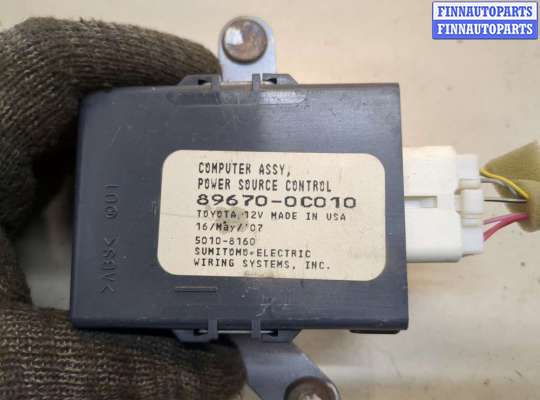 FINNAUTOPARTS
FINNAUTOPARTS
COMPUTER ASSY,
POWER SOURCE CONTROL
89670-0C010
TOYOTA, 12V MADE IN USA
16/May/'07
5010-8160
SUMITOMO-ELECTRIC
WIRING SYSTEMS, INC.
>ABS<